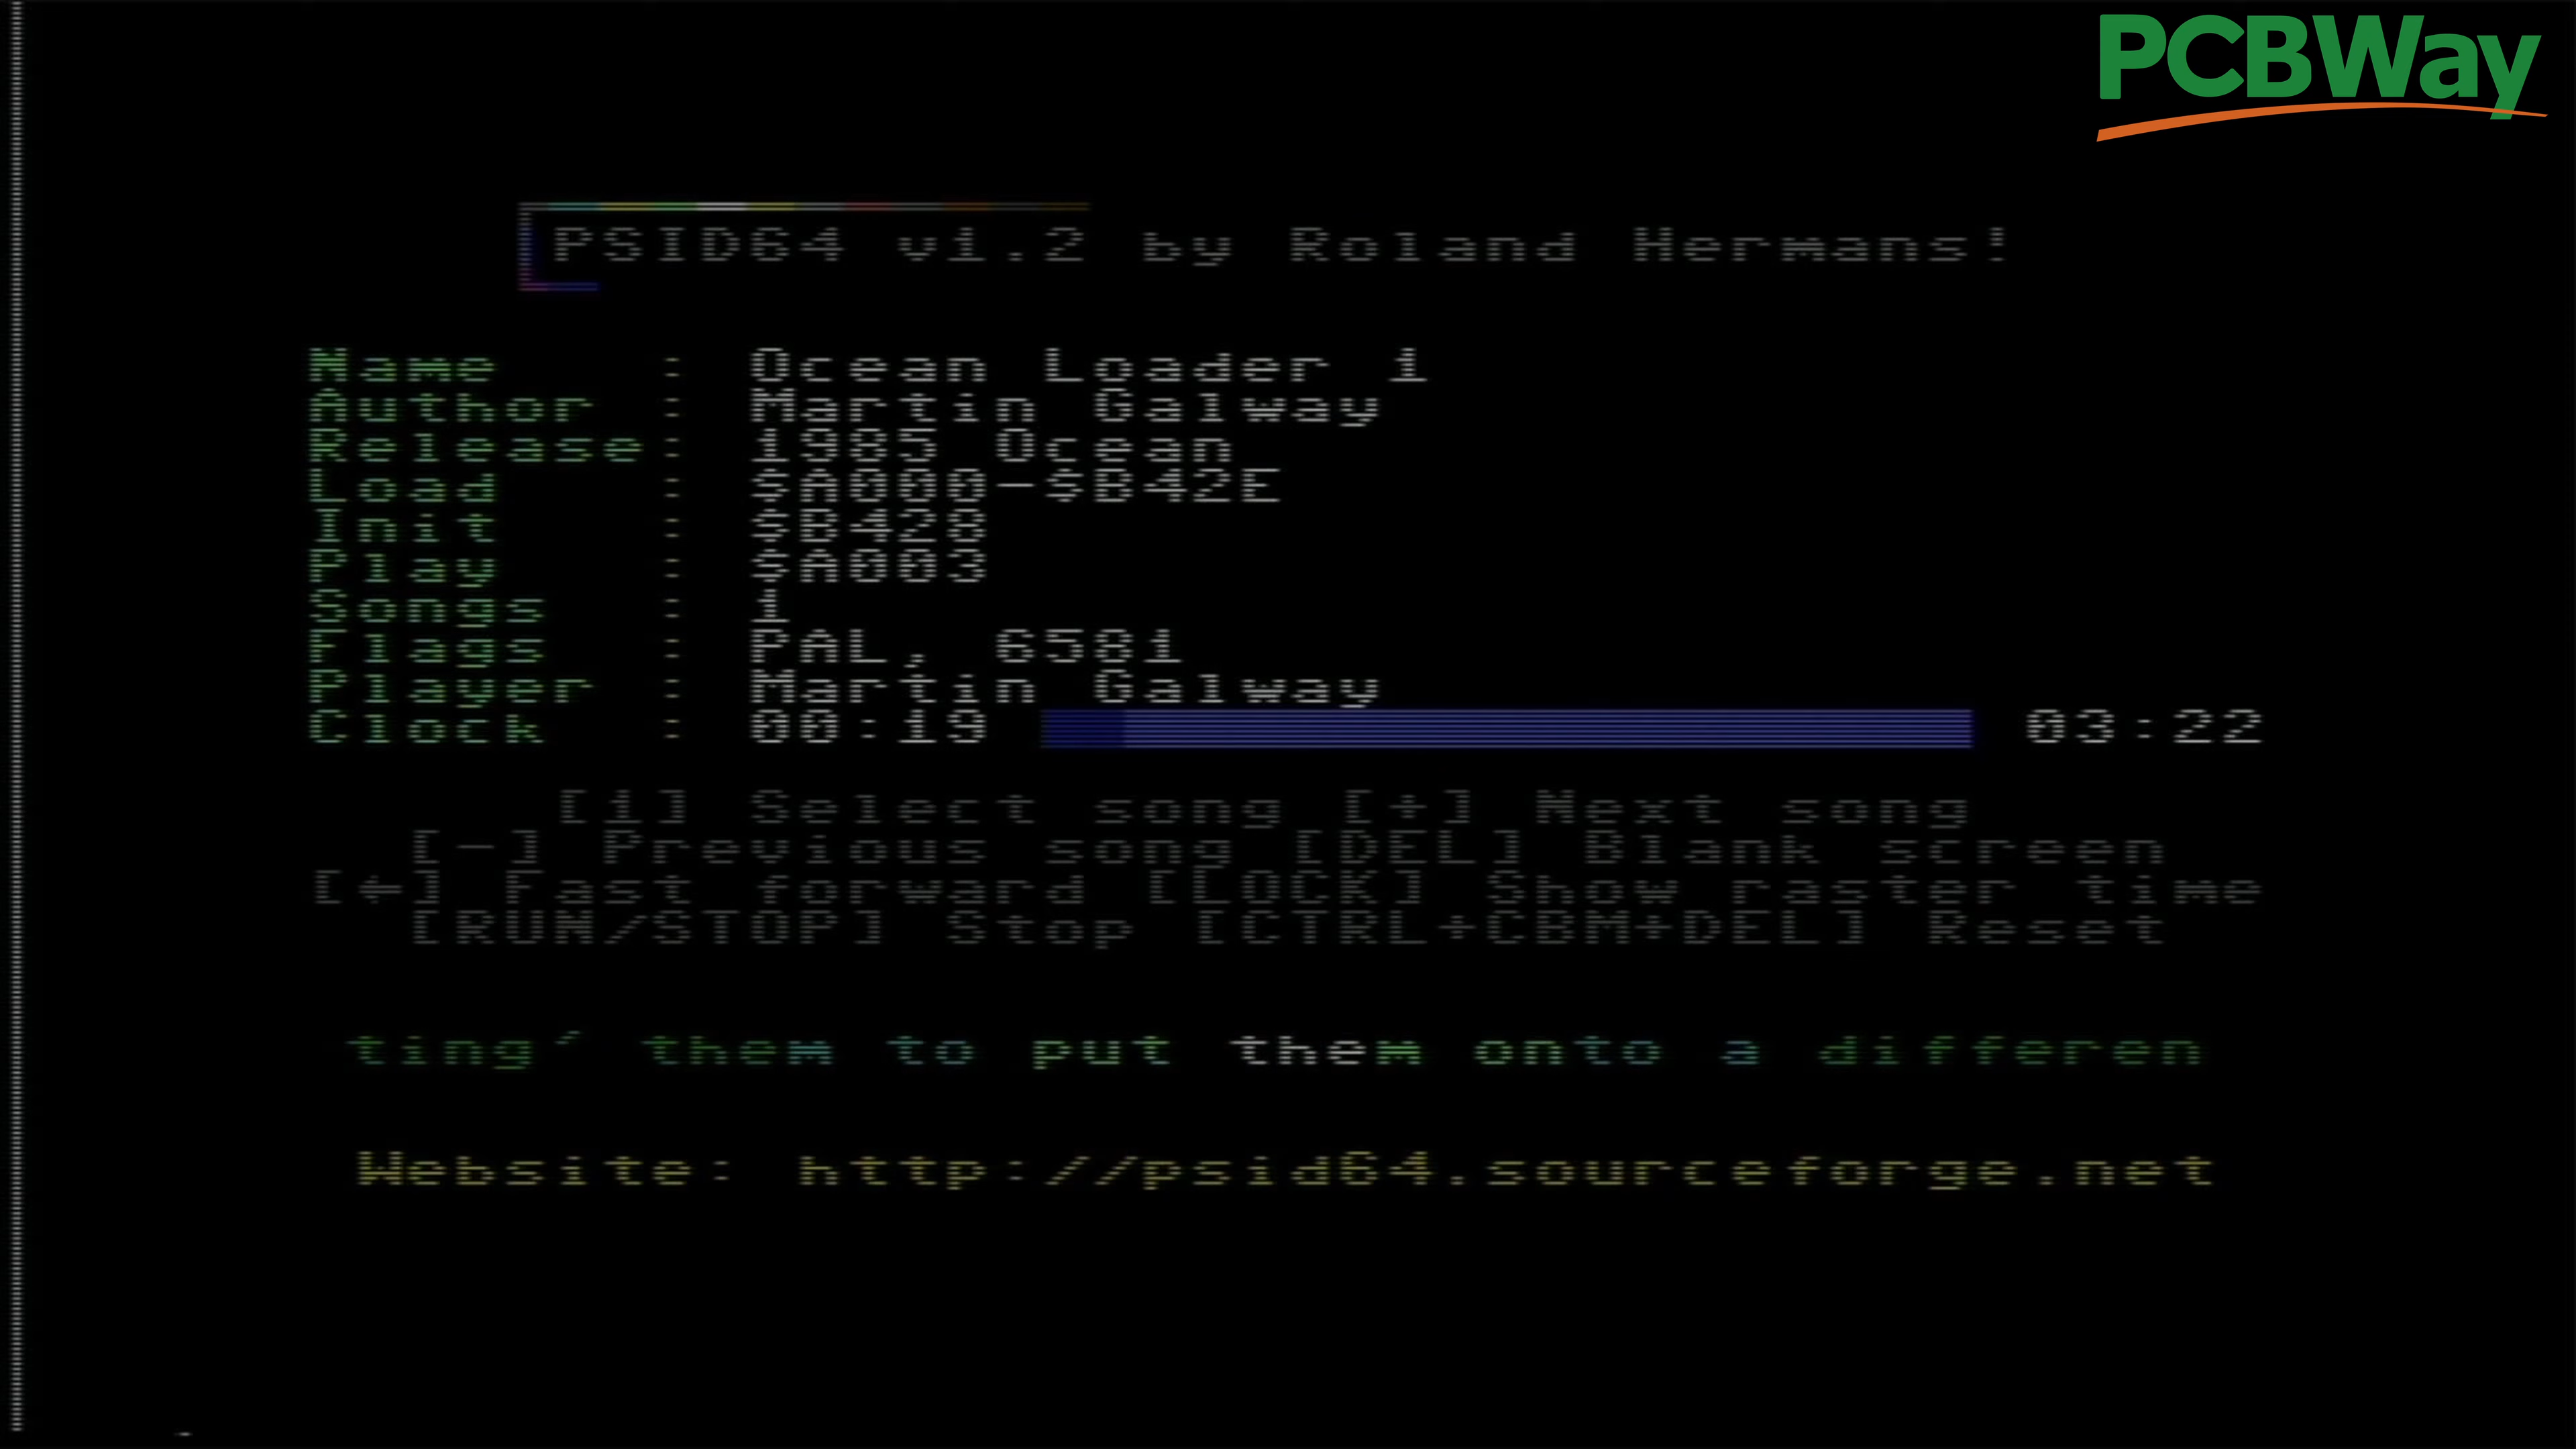 PCBWay
PSID64 v1.2 by Roland Hermans!
Name : Ocean Loader 1
Author : Martin Galway
Release : 1985 Ocean
Load : $A000-$B42E
Init : $B428
Play : $A003
Songs : 1
Flags : PAL, 6581
Player : Martin Galway
Clock : 00:19 03:22
[1] Select song [+] Next song
[-] Previous song [DEL] Blank screen
[←] Fast forward [LOCK] Show raster time
[RUN/STOP] Stop [CTRL+CBM+DEL] Reset
ting´ them to put them onto a differen
Website: http://psid64.sourceforge.net